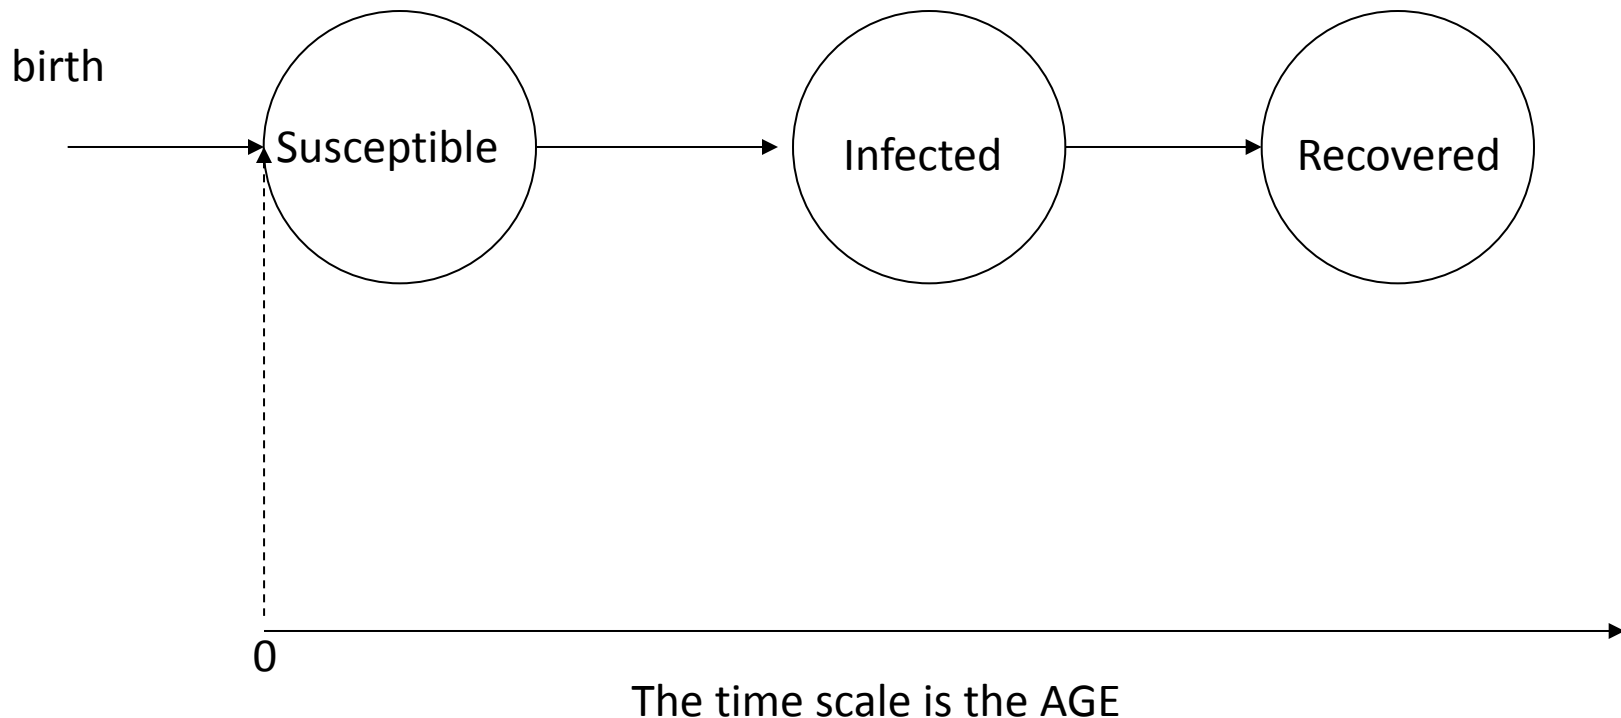 birth
Susceptible
Infected
Recovered
0
The time scale is the AGE